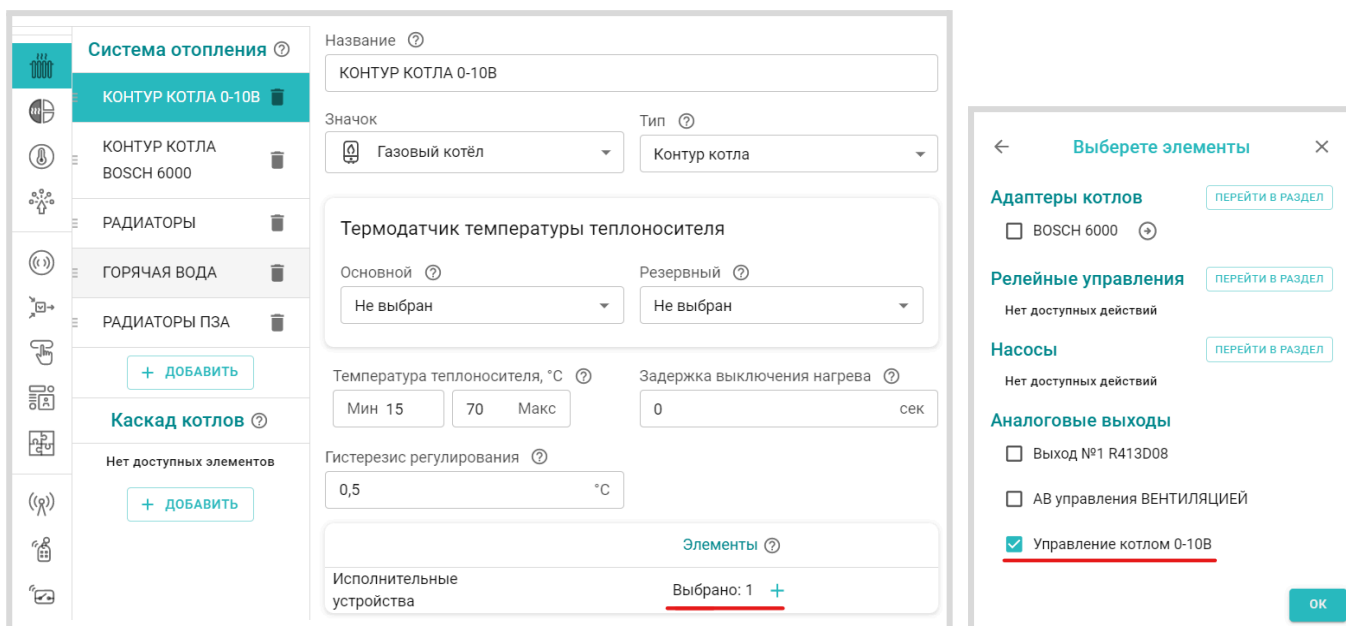 Система отопления
КОНТУР КОТЛА 0-10В
КОНТУР КОТЛА
BOSCH 6000
РАДИАТОРЫ
ГОРЯЧАЯ ВОДА
РАДИАТОРЫ ПЗА
+ ДОБАВИТЬ
Каскад котлов
Нет доступных элементов
+ ДОБАВИТЬ
Название
КОНТУР КОТЛА 0-10В
Значок Тип
Газовый котёл Контур котла
Термодатчик температуры теплоносителя
Основной Резервный
Не выбран Не выбран
Температура теплоносителя, °C Задержка выключения нагрева
Мин 15 70 Макс 0 сек
Гистерезис регулирования
0,5 °C
Элементы
Исполнительные
устройства
Выбрано: 1 +
Выберете элементы
Адаптеры котлов ПЕРЕЙТИ В РАЗДЕЛ
BOSCH 6000
Релейные управления ПЕРЕЙТИ В РАЗДЕЛ
Нет доступных действий
Насосы ПЕРЕЙТИ В РАЗДЕЛ
Нет доступных действий
Аналоговые выходы
Выход №1 R413D08
АВ управления ВЕНТИЛЯЦИЕЙ
Управление котлом 0-10В
ОК